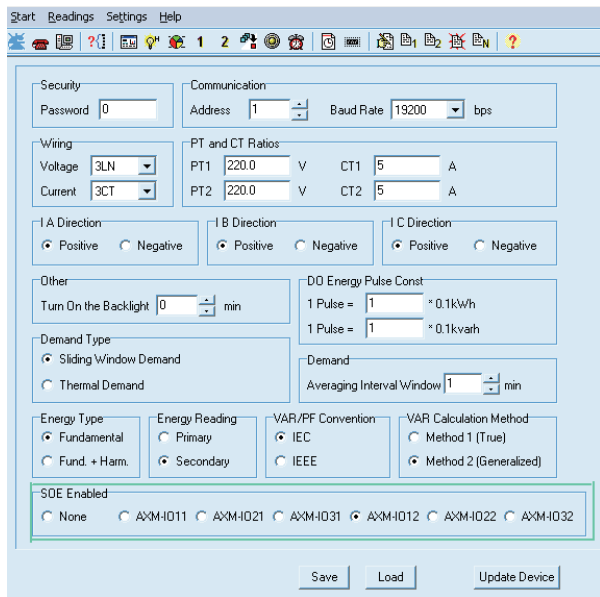 Start Readings Settings Help
?{} H 1 2 1 2 N ?
Security Communication
Password 0 Address 1 Baud Rate 19200 bps
Wiring PT and CT Ratios
Voltage 3LN PT1 220.0 V CT1 5 A
Current 3CT PT2 220.0 V CT2 5 A
I A Direction I B Direction I C Direction
Positive Negative Positive Negative Positive Negative
Other DO Energy Pulse Const
Turn On the Backlight 0 min 1 Pulse = 1 * 0.1kWh
1 Pulse = 1 * 0.1kvarh
Demand Type
Sliding Window Demand Demand
Thermal Demand Averaging Interval Window 1 min
Energy Type Energy Reading VAR/PF Convention VAR Calculation Method
Fundamental Primary IEC Method 1 (True)
Fund. + Harm. Secondary IEEE Method 2 (Generalized)
SOE Enabled
None AXM-IO11 AXM-IO21 AXM-IO31 AXM-IO12 AXM-IO22 AXM-IO32
Save Load Update Device